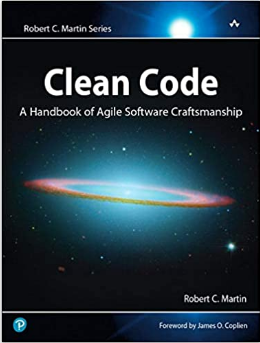 Robert C. Martin Series
Clean Code
A Handbook of Agile Software Craftsmanship
Robert C. Martin
Foreword by James O. Coplien